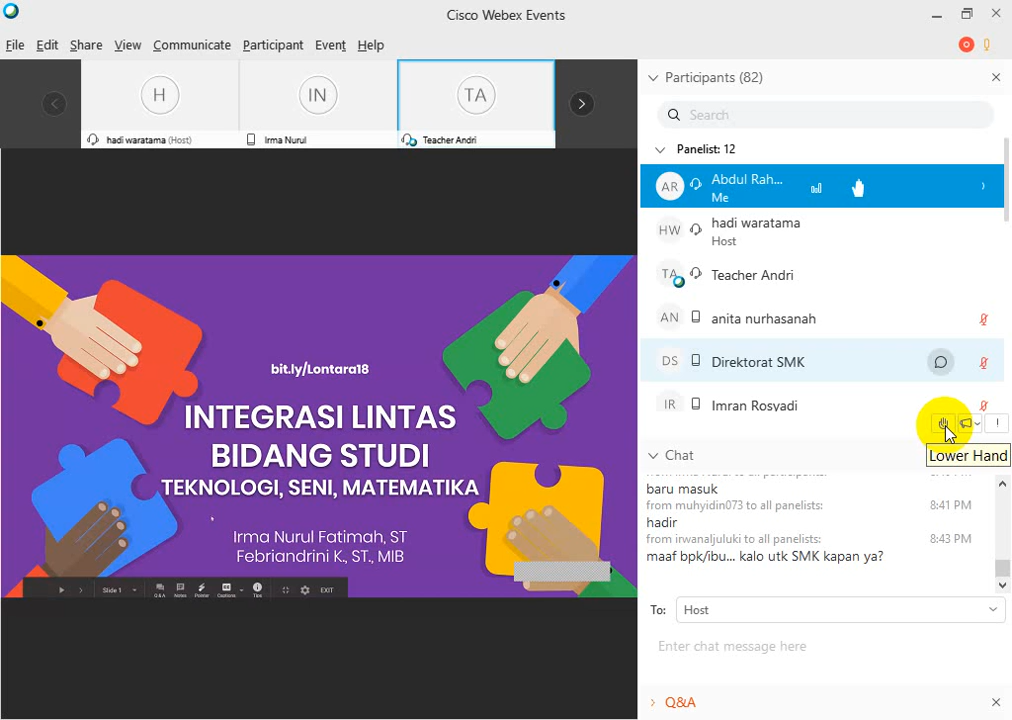 Cisco Webex Events
File Edit Share View Communicate Participant Event Help
H
hadi waratama (Host)
IN
Irma Nurul
TA
Teacher Andri
bit.ly/Lontara18
INTEGRASI LINTAS
BIDANG STUDI
TEKNOLOGI, SENI, MATEMATIKA
Irma Nurul Fatimah, ST
Febriandrini K., ST., MIB
Slide 1
Q & A
Notes
Pointer
Captions
Tips
EXIT
Participants (82)
Search
Panelist: 12
AR
Abdul Rah...
Me
HW
hadi waratama
Host
TA
Teacher Andri
AN
anita nurhasanah
DS
Direktorat SMK
IR
Imran Rosyadi
Lower Hand
Chat
baru masuk
from muhyidin073 to all panelists: 8:41 PM
hadir
from irwanaljuluki to all panelists: 8:43 PM
maaf bpk/ibu... kalo utk SMK kapan ya?
To: Host
Enter chat message here
Q&A